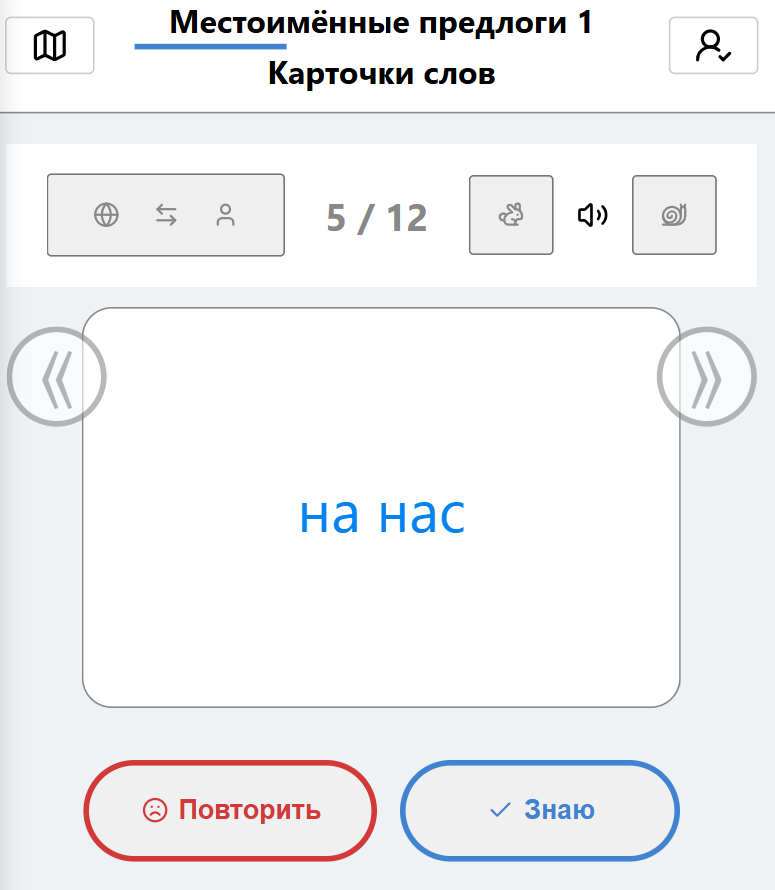 Местоимённые предлоги 1
Карточки слов
5 / 12
на нас
Повторить
Знаю